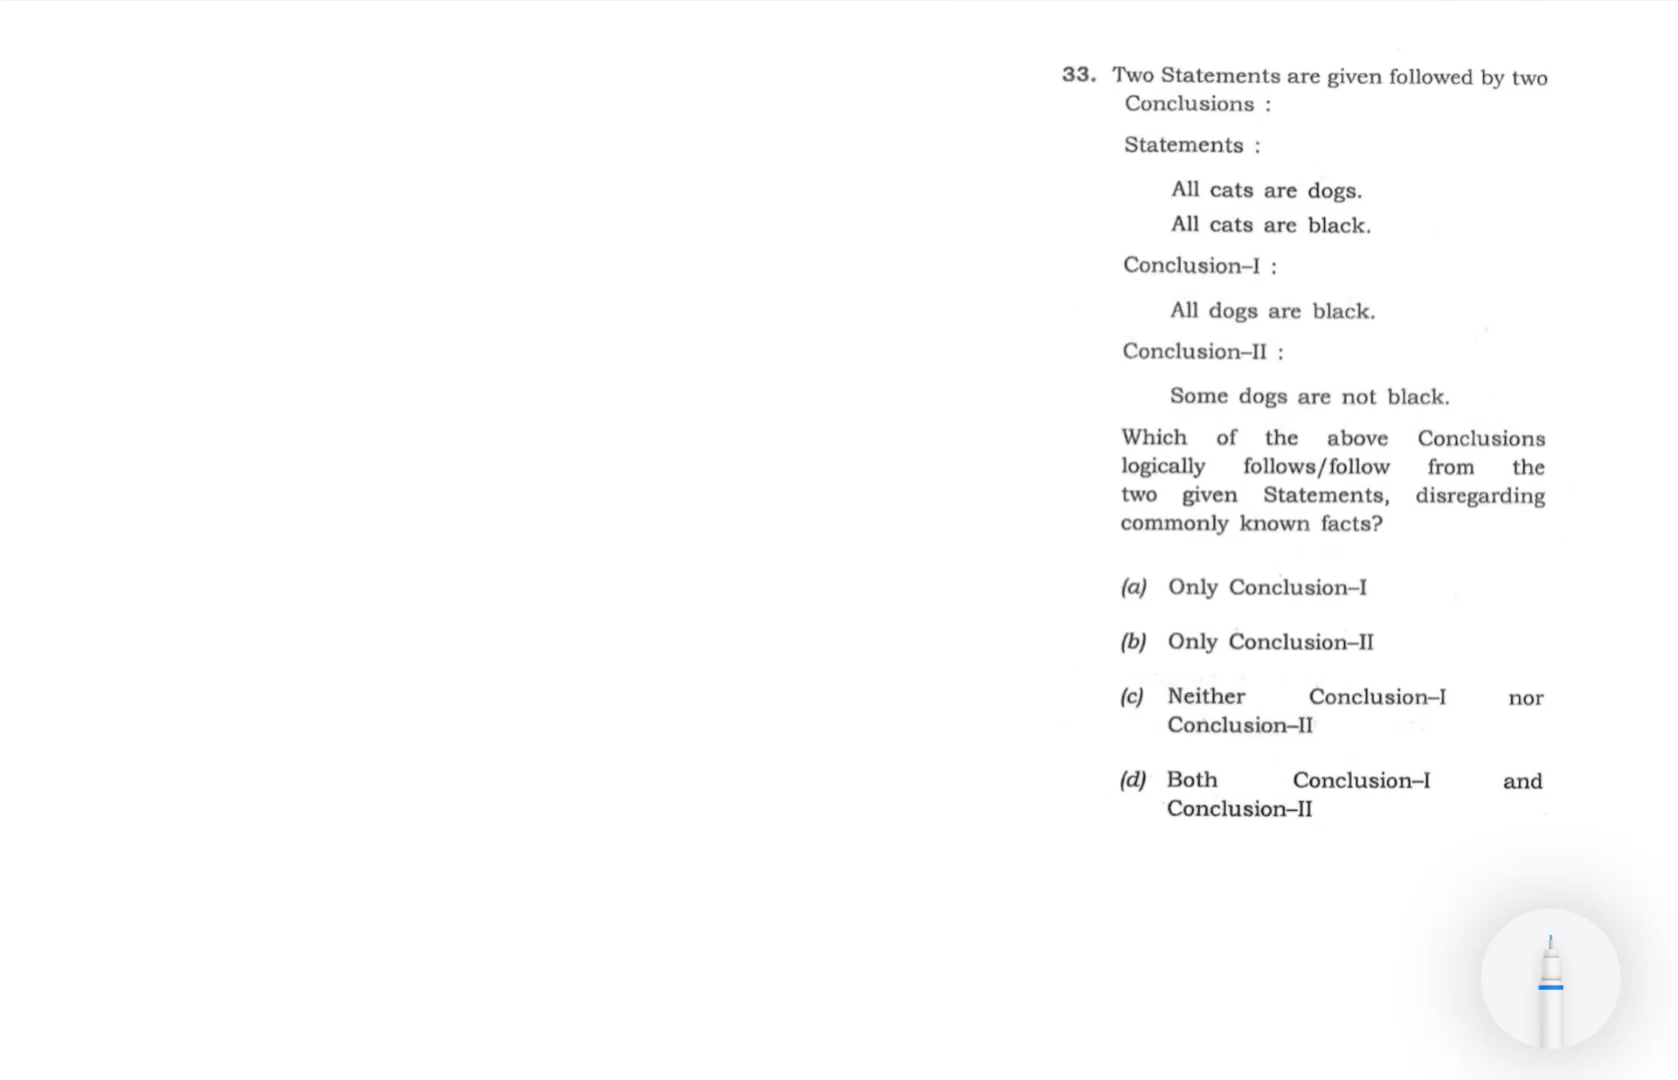 33. Two Statements are given followed by two
Conclusions :
Statements :
All cats are dogs.
All cats are black.
Conclusion–I :
All dogs are black.
Conclusion–II :
Some dogs are not black.
Which of the above Conclusions
logically follows/follow from the
two given Statements, disregarding
commonly known facts?
(a) Only Conclusion–I
(b) Only Conclusion–II
(c) Neither Conclusion–I nor
Conclusion–II
(d) Both Conclusion–I and
Conclusion–II